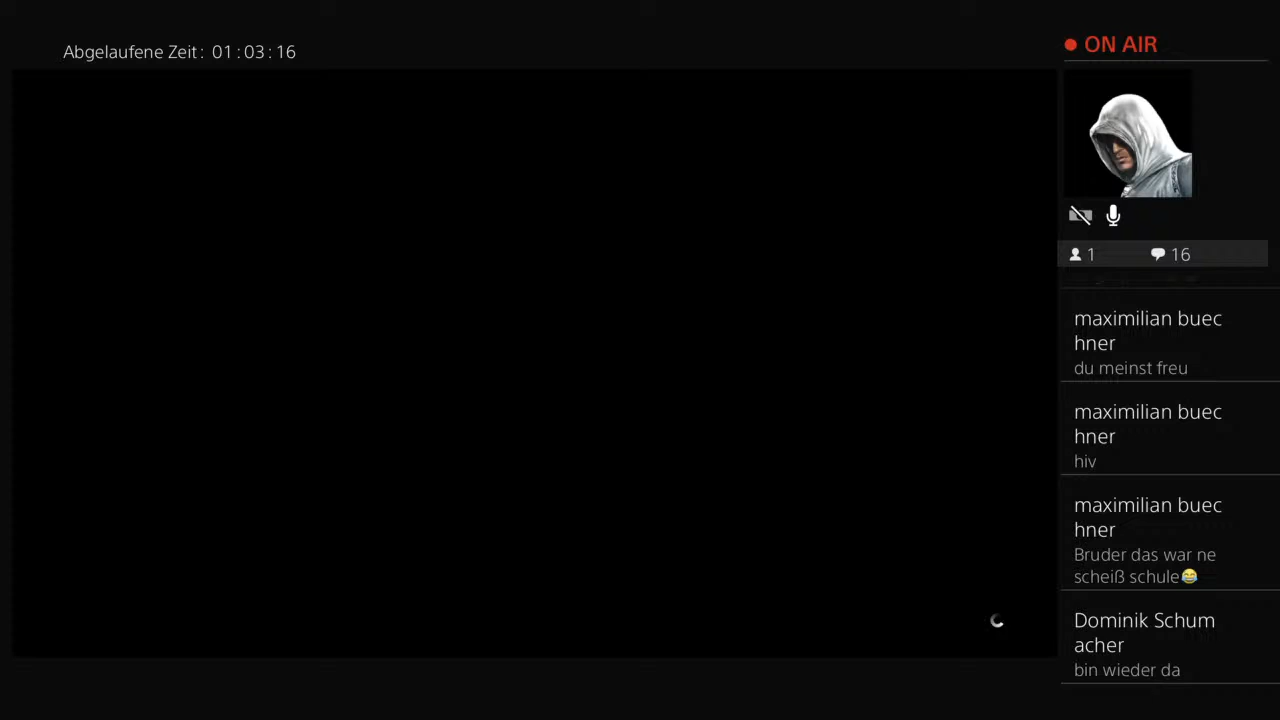 Abgelaufene Zeit: 01:03:16
ON AIR
1 16
maximilian buec
hner
du meinst freu
maximilian buec
hner
hiv
maximilian buec
hner
Bruder das war ne
scheiß schule😂
Dominik Schum
acher
bin wieder da